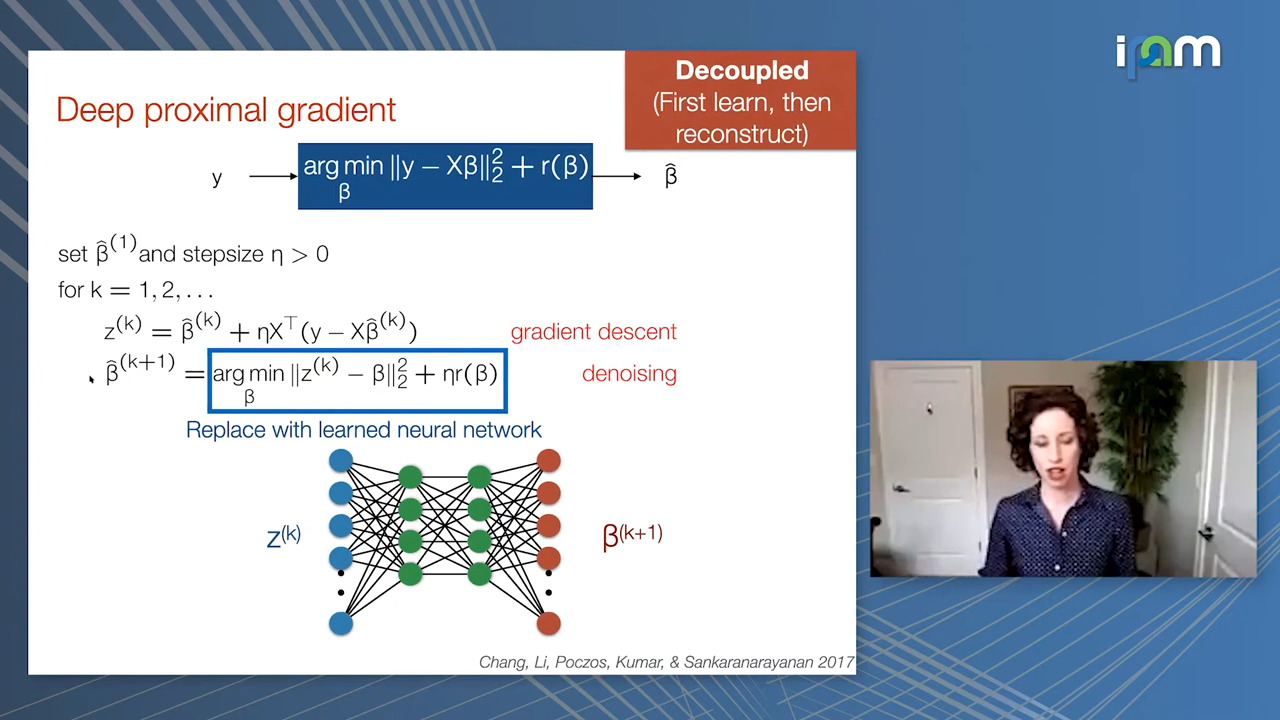 ipam
Decoupled
(First learn, then
reconstruct)
Deep proximal gradient
y
arg min ‖y − Xβ‖₂² + r(β)
β
β̂
set β̂⁽¹⁾ and stepsize η > 0
for k = 1, 2, . . .
z⁽ᵏ⁾ = β̂⁽ᵏ⁾ + ηX⊤(y − Xβ̂⁽ᵏ⁾) gradient descent
β̂⁽ᵏ⁺¹⁾ = arg min ‖z⁽ᵏ⁾ − β‖₂² + ηr(β) denoising
β
Replace with learned neural network
z⁽ᵏ⁾
β⁽ᵏ⁺¹⁾
Chang, Li, Poczos, Kumar, & Sankaranarayanan 2017